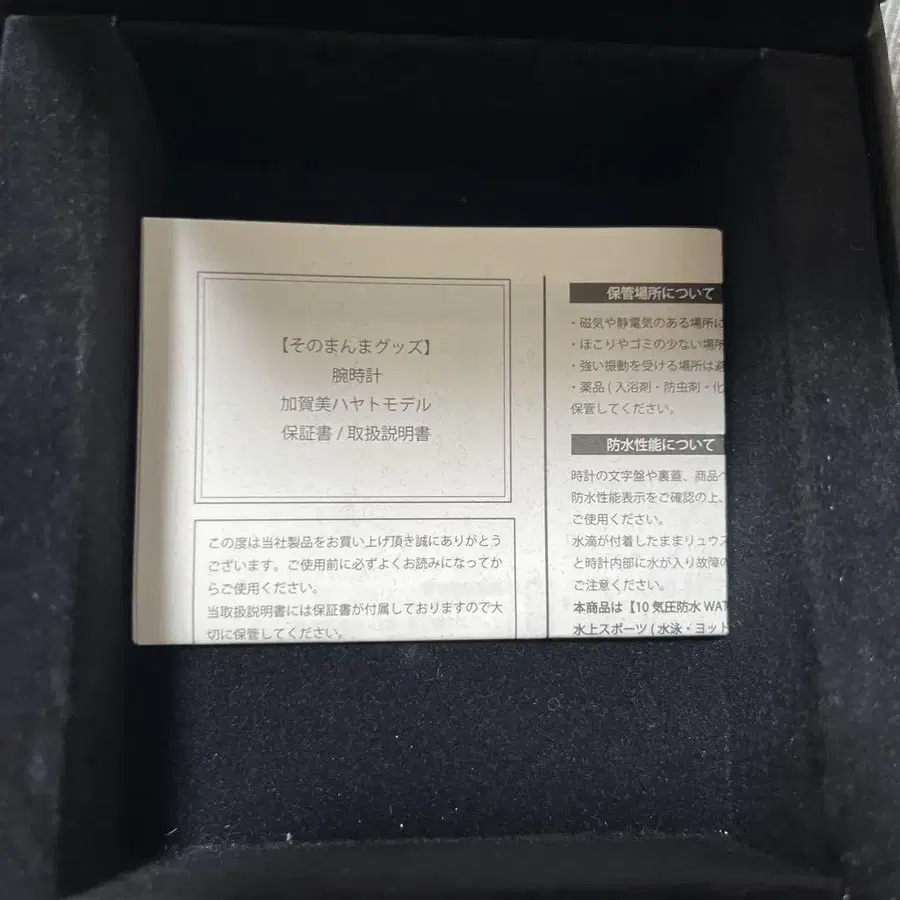 【そのまんまグッズ】
腕時計
加賀美ハヤトモデル
保証書 / 取扱説明書
この度は当社製品をお買い上げ頂き誠にありがとう
ございます。ご使用前に必ずよくお読みになってか
らご使用ください。
当取扱説明書には保証書が付属しておりますので大
切に保管してください。
保管場所について
・磁気や静電気のある場所に
・ほこりやゴミの少ない場所
・強い振動を受ける場所は避
・薬品 ( 入浴剤・防虫剤・化
保管してください。
防水性能について
時計の文字盤や裏蓋、商品ペ
防水性能表示をご確認の上、
ご使用ください。
水滴が付着したままリュウズ
と時計内部に水が入り故障の
ご注意ください。
本商品は【10 気圧防水 WAT
水上スポーツ ( 水泳・ヨット